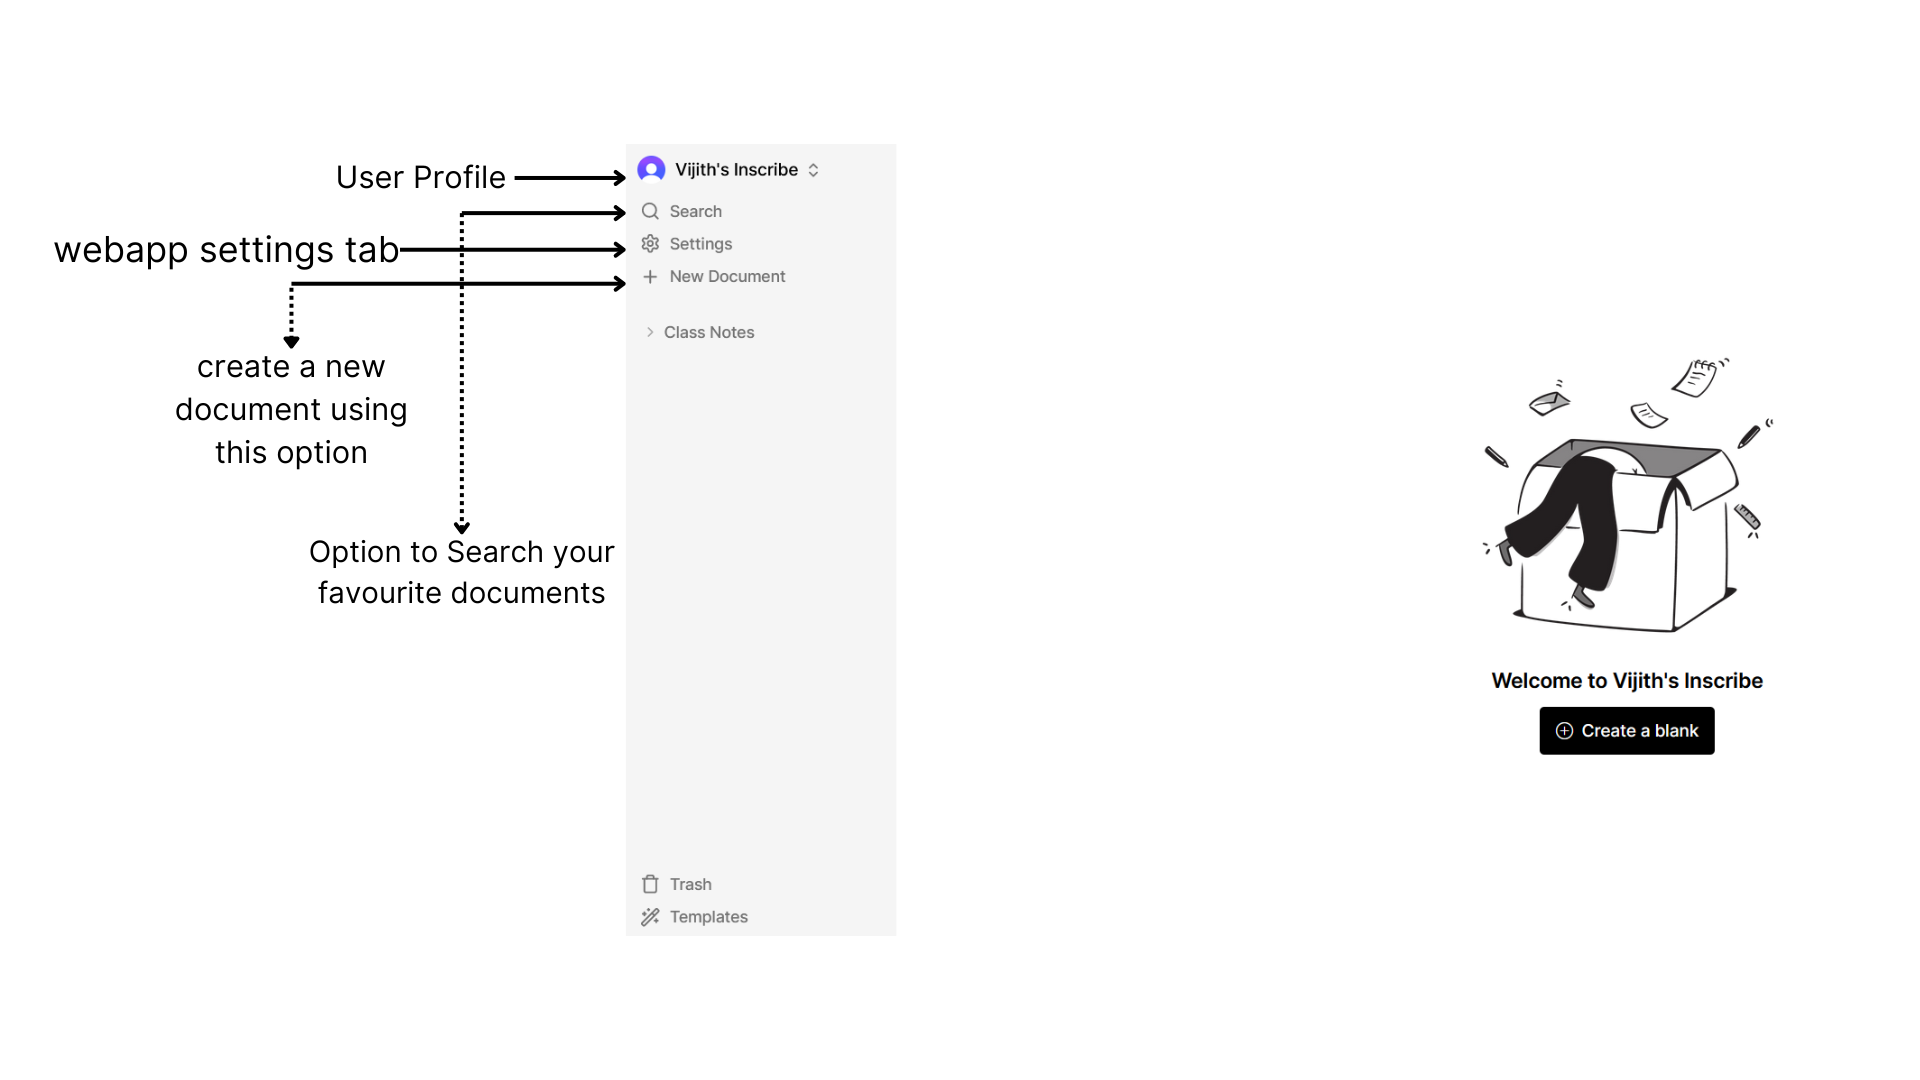 User Profile
Vijith's Inscribe
Search
webapp settings tab
Settings
New Document
create a new
document using
this option
Class Notes
Option to Search your
favourite documents
Welcome to Vijith's Inscribe
Create a blank
Trash
Templates